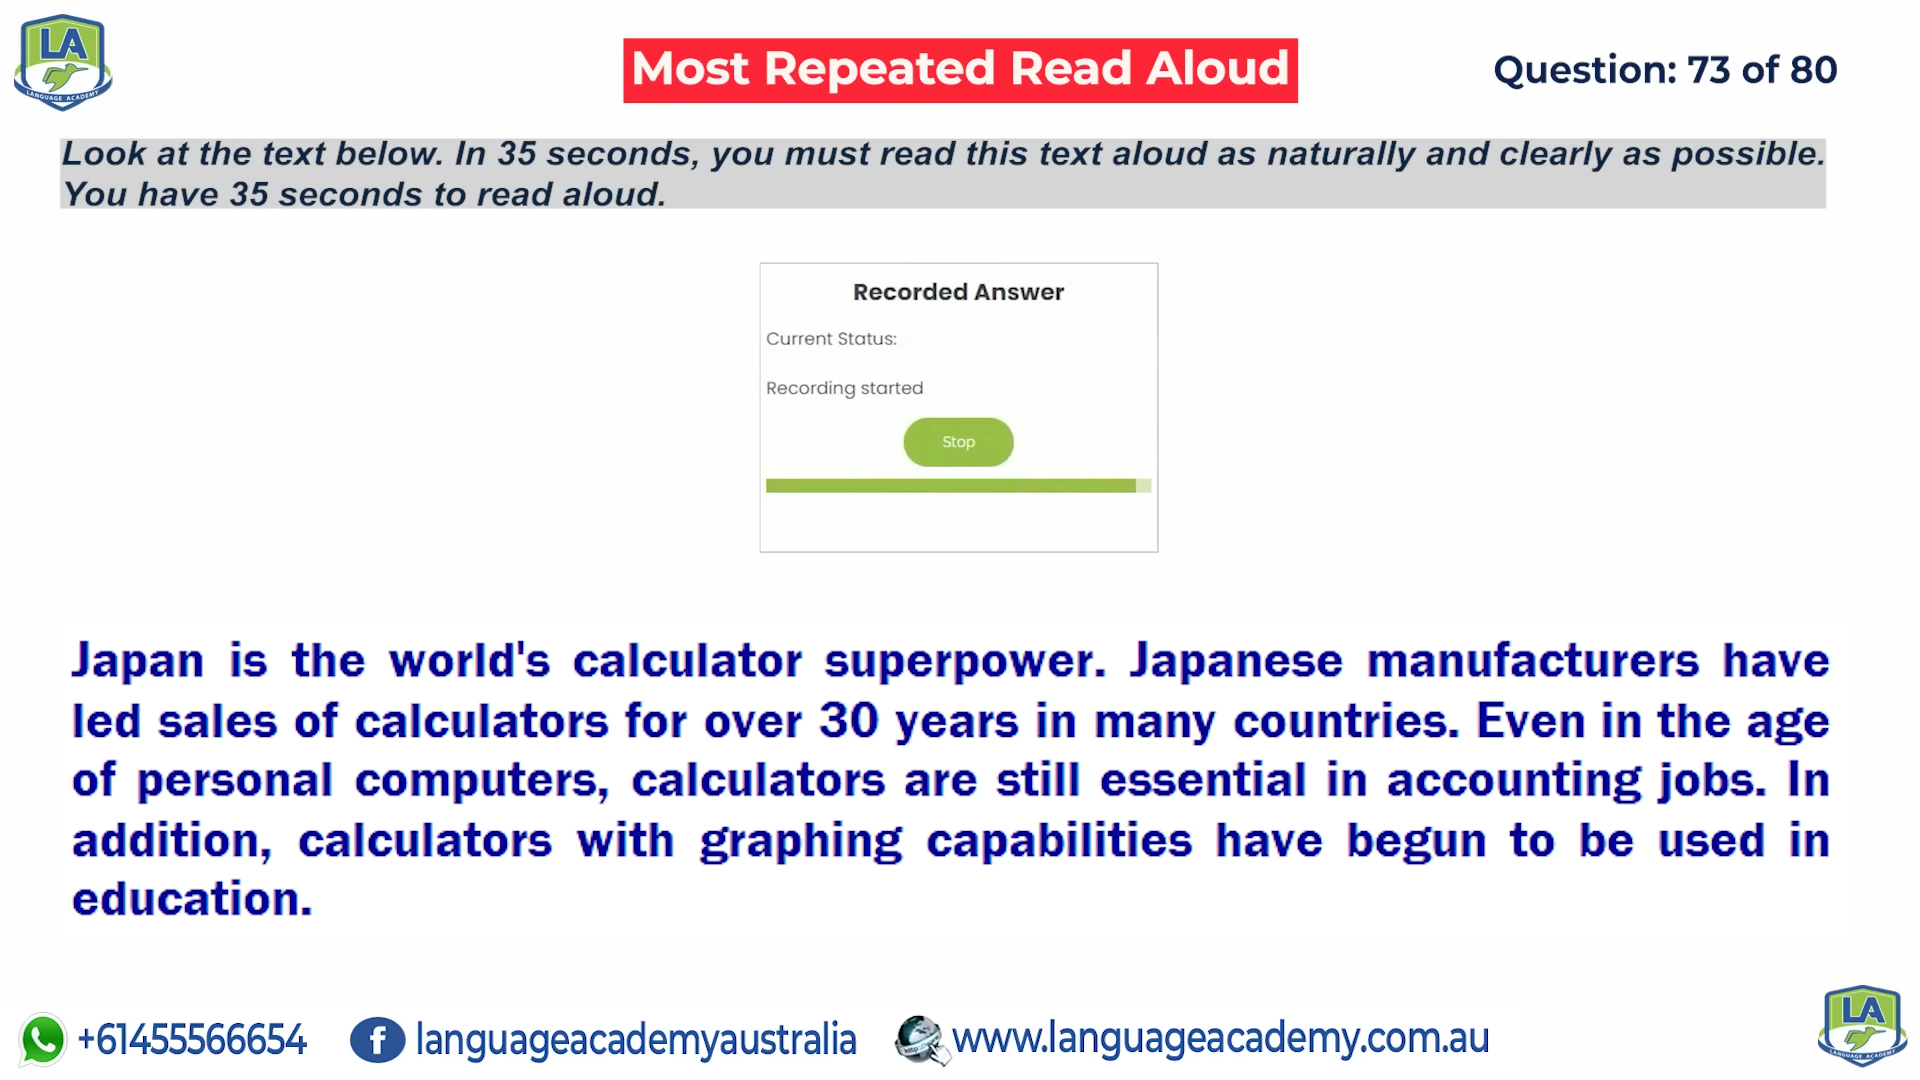 LA
LANGUAGE ACADEMY
Most Repeated Read Aloud
Question: 73 of 80
Look at the text below. In 35 seconds, you must read this text aloud as naturally and clearly as possible.
You have 35 seconds to read aloud.
Recorded Answer
Current Status:
Recording started
Stop
Japan is the world's calculator superpower. Japanese manufacturers have
led sales of calculators for over 30 years in many countries. Even in the age
of personal computers, calculators are still essential in accounting jobs. In
addition, calculators with graphing capabilities have begun to be used in
education.
+61455566654
f
languageacademyaustralia
http
www.languageacademy.com.au
LA
LANGUAGE ACADEMY